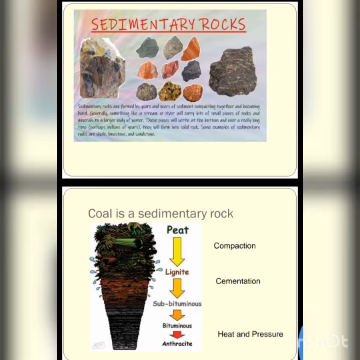 SEDIMENTARY ROCKS
Sedimentary rocks are formed by years and years of sediment compacting together and becoming
hard. Generally, something like a stream or river will carry lots of small pieces of rocks and
minerals to a larger body of water. These pieces will settle at the bottom and over a really long
time (perhaps millions of years), they will form into solid rock. Some examples of sedimentary
rocks are shale, limestone, and sandstone.
Coal is a sedimentary rock
Peat
Compaction
Lignite
Cementation
Sub-bituminous
Bituminous
Heat and Pressure
Anthracite